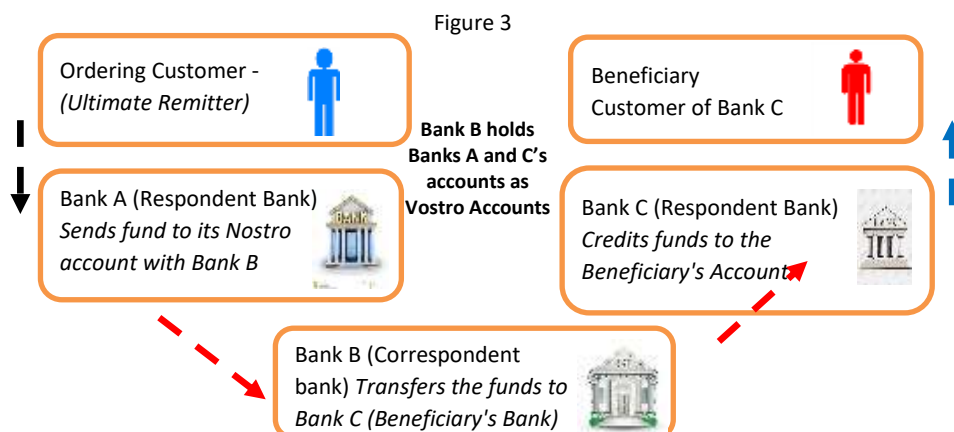 Figure 3
Ordering Customer -
(Ultimate Remitter)
Beneficiary
Customer of Bank C
Bank B holds
Banks A and C's
accounts as
Vostro Accounts
Bank A (Respondent Bank)
Sends fund to its Nostro
account with Bank B
BANK
Bank C (Respondent Bank)
Credits funds to the
Beneficiary's Account
Bank B (Correspondent
bank) Transfers the funds to
Bank C (Beneficiary's Bank)